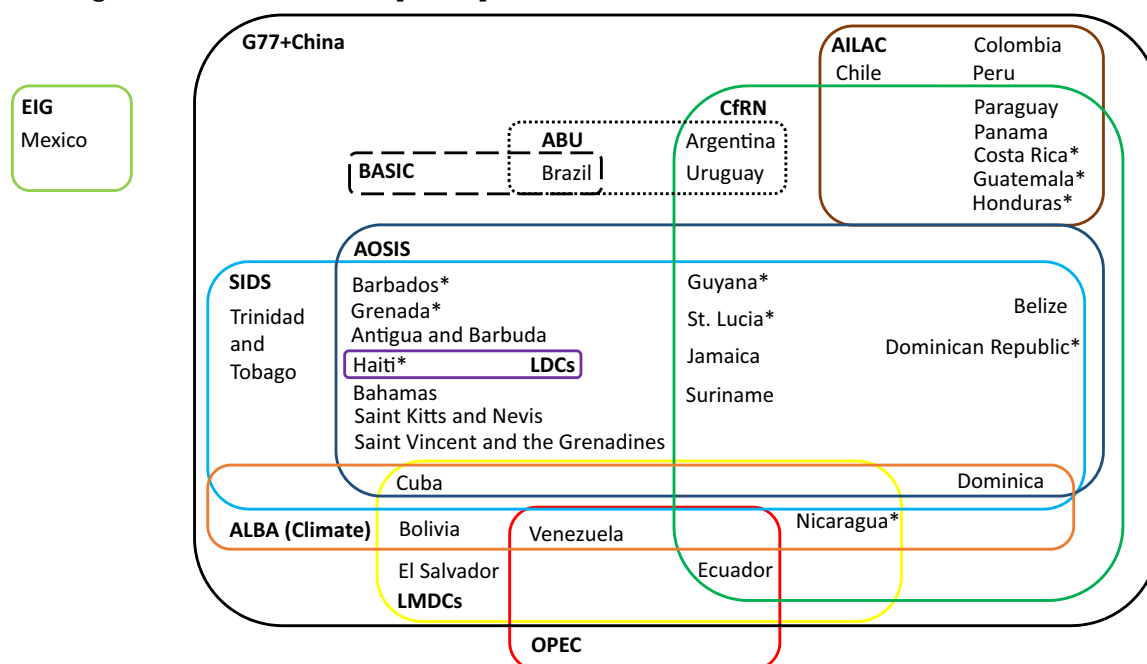 G77+China
AILAC
Colombia
Chile
Peru
EIG
Mexico
CfRN
Paraguay
Panama
Costa Rica*
Guatemala*
Honduras*
ABU
Argentina
BASIC
Brazil
Uruguay
AOSIS
SIDS
Trinidad
and
Tobago
Barbados*
Grenada*
Antigua and Barbuda
Haiti*
LDCs
Bahamas
Saint Kitts and Nevis
Saint Vincent and the Grenadines
Guyana*
St. Lucia*
Jamaica
Suriname
Belize
Dominican Republic*
Cuba
Dominica
ALBA (Climate)
Bolivia
Venezuela
Nicaragua*
El Salvador
Ecuador
LMDCs
OPEC